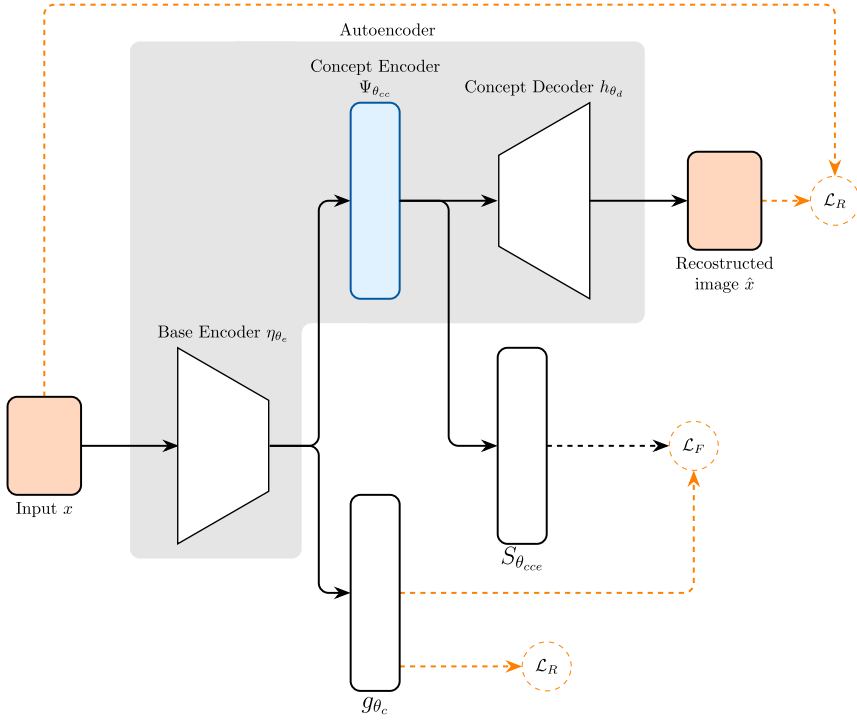 Autoencoder
Concept Encoder
Ψ_{θ_{cc}}
Concept Decoder h_{θ_d}
ℒ_R
Recostructed
image x̂
Base Encoder η_{θ_e}
ℒ_F
Input x
S_{θ_{cce}}
ℒ_R
g_{θ_c}